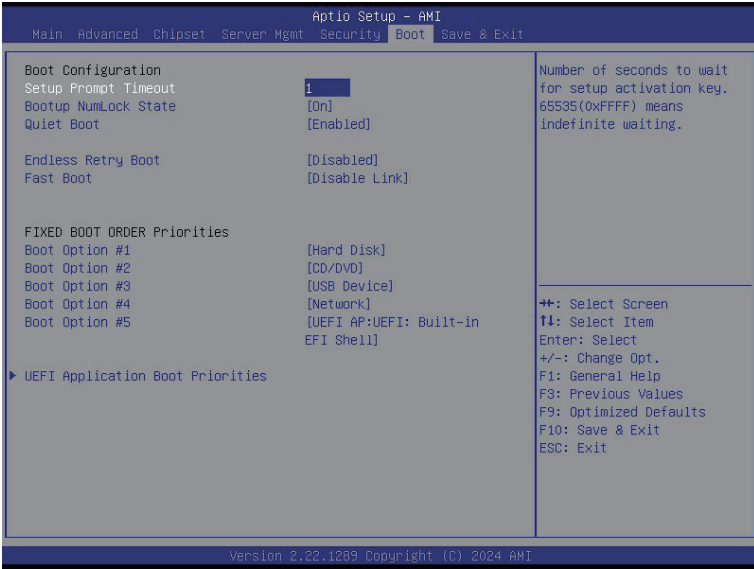 Aptio Setup - AMI
Main Advanced Chipset Server Mgmt Security Boot Save & Exit
Boot Configuration
Setup Prompt Timeout 1
Bootup NumLock State [On]
Quiet Boot [Enabled]
Endless Retry Boot [Disabled]
Fast Boot [Disable Link]
FIXED BOOT ORDER Priorities
Boot Option #1 [Hard Disk]
Boot Option #2 [CD/DVD]
Boot Option #3 [USB Device]
Boot Option #4 [Network]
Boot Option #5 [UEFI AP:UEFI: Built-in
EFI Shell]
▶ UEFI Application Boot Priorities
Number of seconds to wait
for setup activation key.
65535(0xFFFF) means
indefinite waiting.
→←: Select Screen
↑↓: Select Item
Enter: Select
+/-: Change Opt.
F1: General Help
F3: Previous Values
F9: Optimized Defaults
F10: Save & Exit
ESC: Exit
Version 2.22.1289 Copyright (C) 2024 AMI